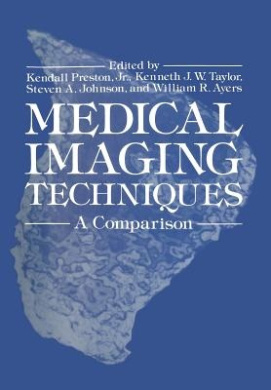 Edited by
Kendall Preston, Jr., Kenneth J. W. Taylor,
Steven A. Johnson, and William R. Ayers
MEDICAL
IMAGING
TECHNIQUES
A Comparison